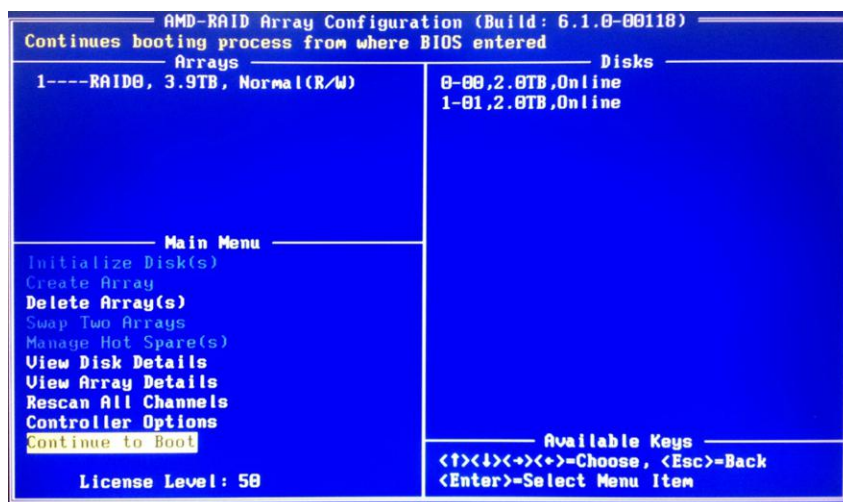 AMD-RAID Array Configuration (Build: 6.1.0-00118)
Continues booting process from where BIOS entered
Arrays
1----RAID0, 3.9TB, Normal(R/W)
Disks
0-00,2.0TB,Online
1-01,2.0TB,Online
Main Menu
Initialize Disk(s)
Create Array
Delete Array(s)
Swap Two Arrays
Manage Hot Spare(s)
View Disk Details
View Array Details
Rescan All Channels
Controller Options
Continue to Boot
License Level: 50
Available Keys
<↑><↓><→><←>=Choose, <Esc>=Back
<Enter>=Select Menu Item